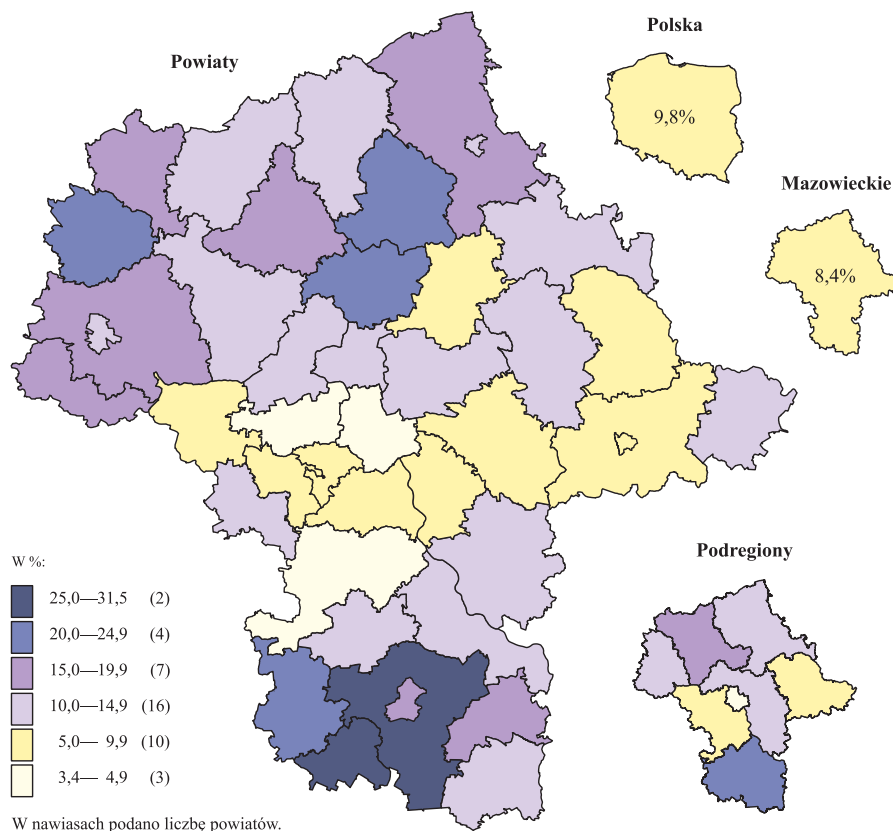 Powiaty
Polska
9,8%
Mazowieckie
8,4%
Podregiony
W %:
25,0—31,5 (2)
20,0—24,9 (4)
15,0—19,9 (7)
10,0—14,9 (16)
5,0— 9,9 (10)
3,4— 4,9 (3)
W nawiasach podano liczbę powiatów.